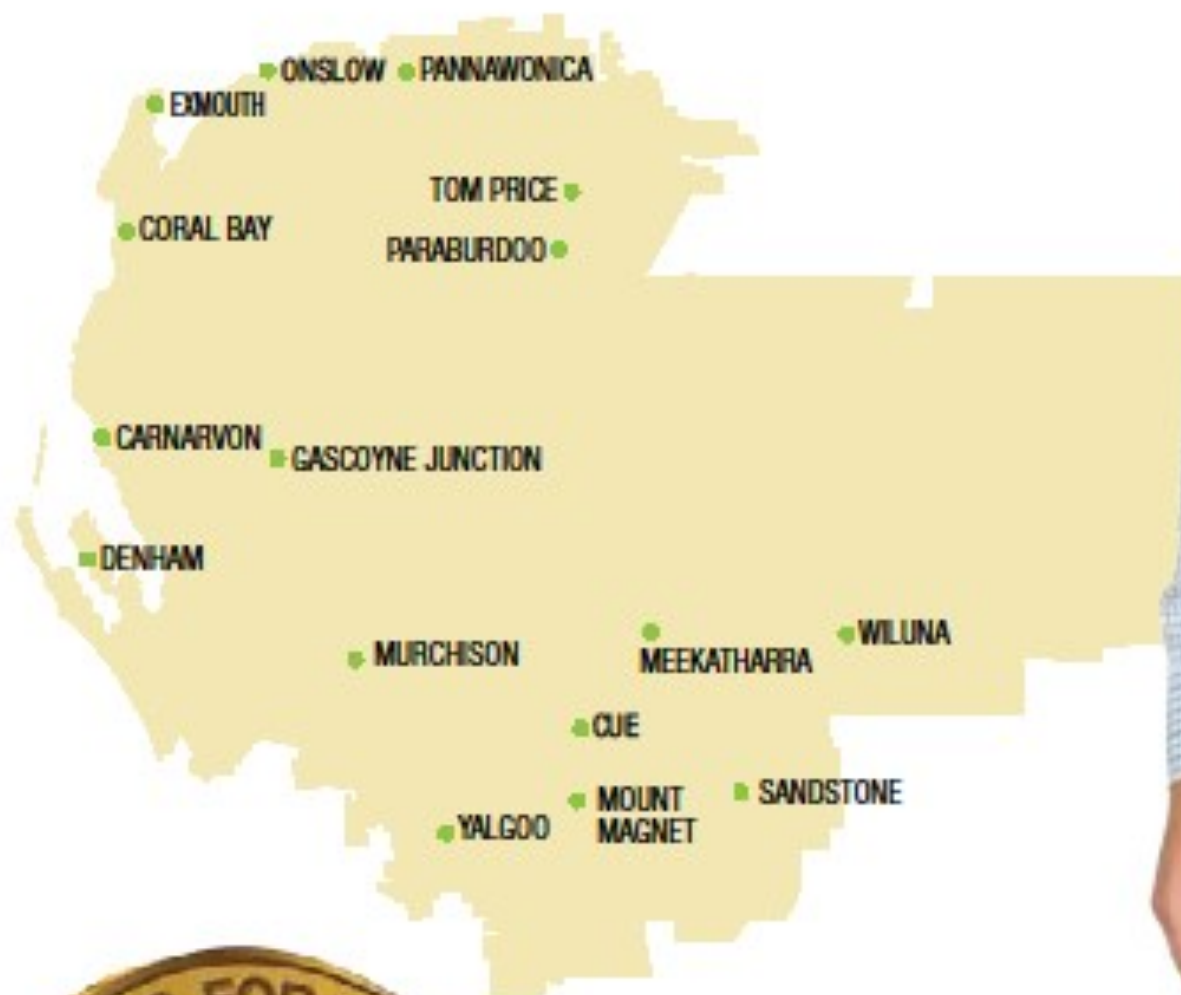 ONSLOW
PANNAWONICA
EXMOUTH
TOM PRICE
CORAL BAY
PARABURDOO
CARNARVON
GASCOYNE JUNCTION
DENHAM
MURCHISON
MEEKATHARRA
WILUNA
CUE
MOUNT
MAGNET
SANDSTONE
YALGOO
FOR